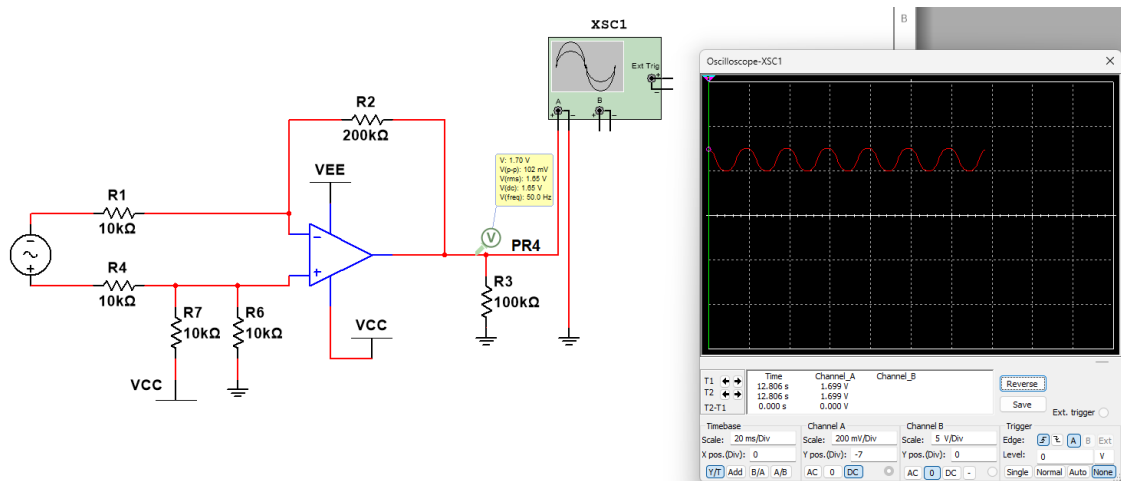 XSC1
Ext Trig
A
B
R2
200kΩ
V: 1.70 V
V(p-p): 102 mV
V(rms): 1.65 V
V(dc): 1.65 V
V(freq): 50.0 Hz
VEE
R1
10kΩ
V
PR4
R4
10kΩ
R3
100kΩ
R7
10kΩ
R6
10kΩ
VCC
VCC
B
Oscilloscope-XSC1
Time Channel_A Channel_B
T1 12.806 s 1.699 V
T2 12.806 s 1.699 V
T2-T1 0.000 s 0.000 V
Reverse
Save
Ext. trigger
Timebase
Scale: 20 ms/Div
X pos.(Div): 0
Y/T Add B/A A/B
Channel A
Scale: 200 mV/Div
Y pos.(Div): -7
AC 0 DC
Channel B
Scale: 5 V/Div
Y pos.(Div): 0
AC 0 DC -
Trigger
Edge: A B Ext
Level: 0 V
Single Normal Auto None